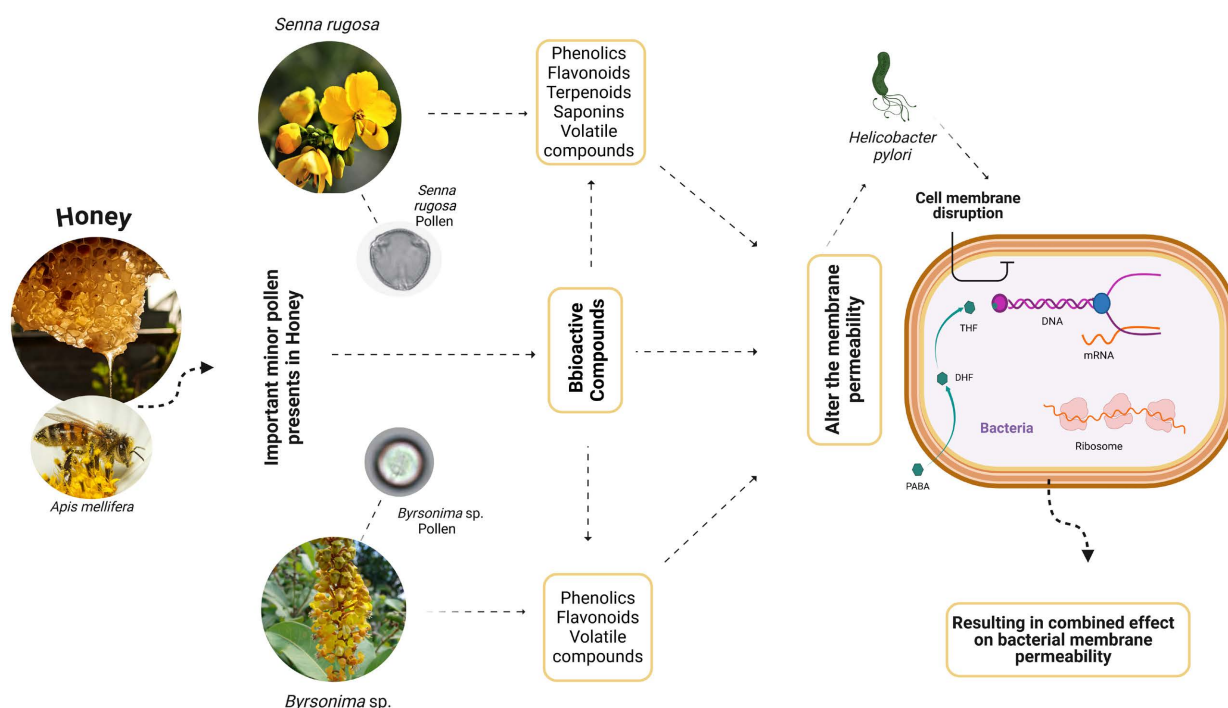 Honey
Apis mellifera
Senna rugosa
Senna
rugosa
Pollen
Important minor pollen
presents in Honey
Byrsonima sp.
Pollen
Byrsonima sp.
Phenolics
Flavonoids
Terpenoids
Saponins
Volatile
compounds
Bbioactive
Compounds
Phenolics
Flavonoids
Volatile
compounds
Alter the membrane
permeability
Helicobacter
pylori
Cell membrane
disruption
THF
DNA
mRNA
DHF
Bacteria
Ribosome
PABA
Resulting in combined effect
on bacterial membrane
permeability